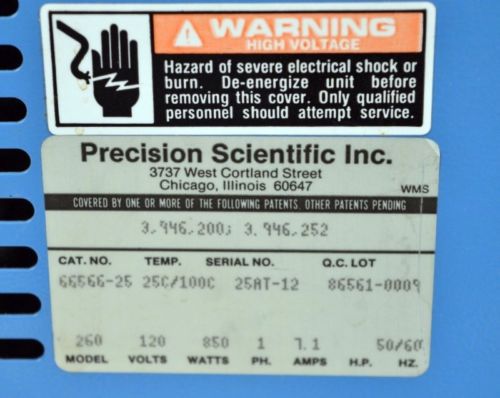 WARNING
HIGH VOLTAGE
Hazard of severe electrical shock or
burn. De-energize unit before
removing this cover. Only qualified
personnel should attempt service.
Precision Scientific Inc.
3737 West Cortland Street
Chicago, Illinois 60647
WMS
COVERED BY ONE OR MORE OF THE FOLLOWING PATENTS. OTHER PATENTS PENDING
3,946,200; 3,946,252
CAT. NO. TEMP. SERIAL NO. Q.C. LOT
66566-25 25C/100C 25AT-12 86561-0009
260 120 850 1 7.1 50/60
MODEL VOLTS WATTS PH. AMPS H.P. HZ.